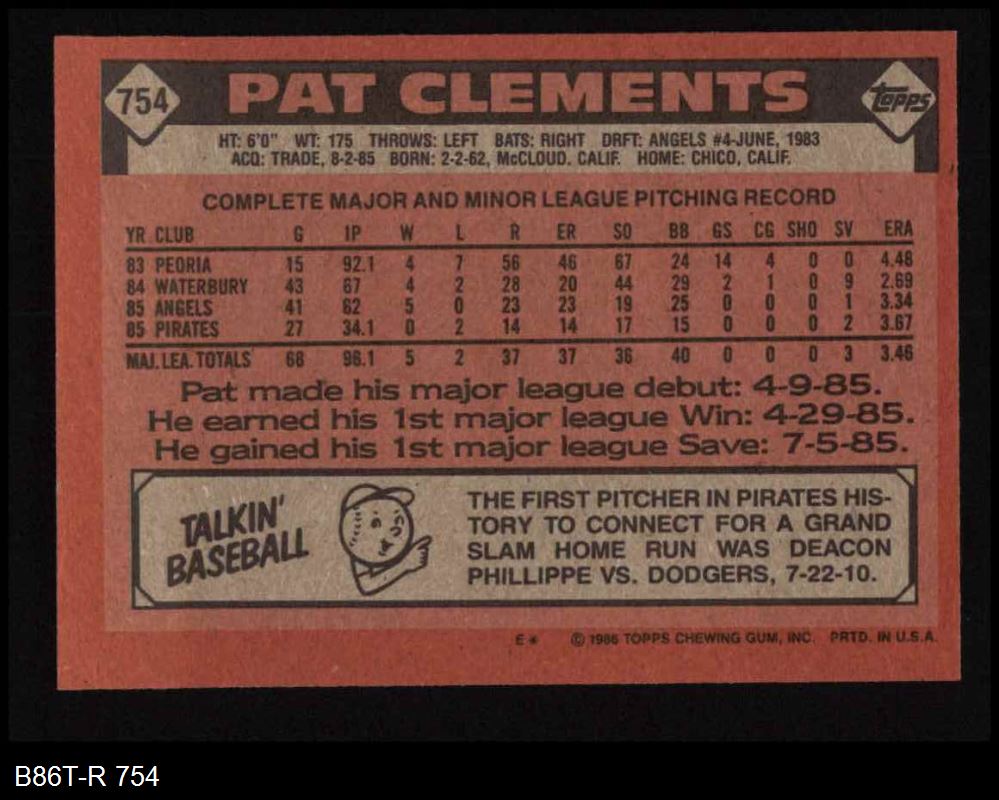 754 PAT CLEMENTS topps
HT: 6'0" WT: 175 THROWS: LEFT BATS: RIGHT DRFT: ANGELS #4-JUNE, 1983
ACQ: TRADE, 8-2-85 BORN: 2-2-62, McCLOUD. CALIF. HOME: CHICO, CALIF.
COMPLETE MAJOR AND MINOR LEAGUE PITCHING RECORD
YR CLUB G IP W L R ER SO BB GS CG SHO SV ERA
83 PEORIA 15 92.1 4 7 56 46 67 24 14 4 0 0 4.48
84 WATERBURY 43 67 4 2 28 20 44 29 2 1 0 9 2.69
85 ANGELS 41 62 5 0 23 23 19 25 0 0 0 1 3.34
85 PIRATES 27 34.1 0 2 14 14 17 15 0 0 0 2 3.67
MAJ. LEA. TOTALS 68 96.1 5 2 37 37 36 40 0 0 0 3 3.46
Pat made his major league debut: 4-9-85.
He earned his 1st major league Win: 4-29-85.
He gained his 1st major league Save: 7-5-85.
TALKIN'
BASEBALL
THE FIRST PITCHER IN PIRATES HIS-
TORY TO CONNECT FOR A GRAND
SLAM HOME RUN WAS DEACON
PHILLIPPE VS. DODGERS, 7-22-10.
E* © 1986 TOPPS CHEWING GUM, INC. PRTD. IN U.S.A.
B86T-R 754